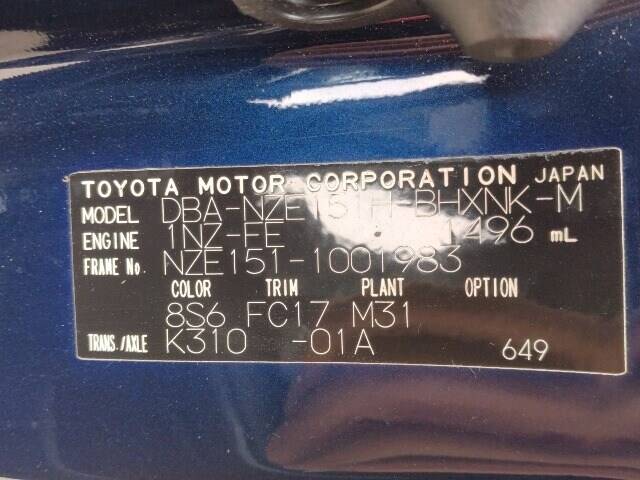 TOYOTA MOTOR CORPORATION JAPAN
MODEL DBA-NZE151H-BHXNK-M
ENGINE 1NZ-FE 1496 mL
FRAME No. NZE151-1001983
COLOR TRIM PLANT OPTION
8S6 FC17 M31
TRANS./AXLE K310 -01A 649